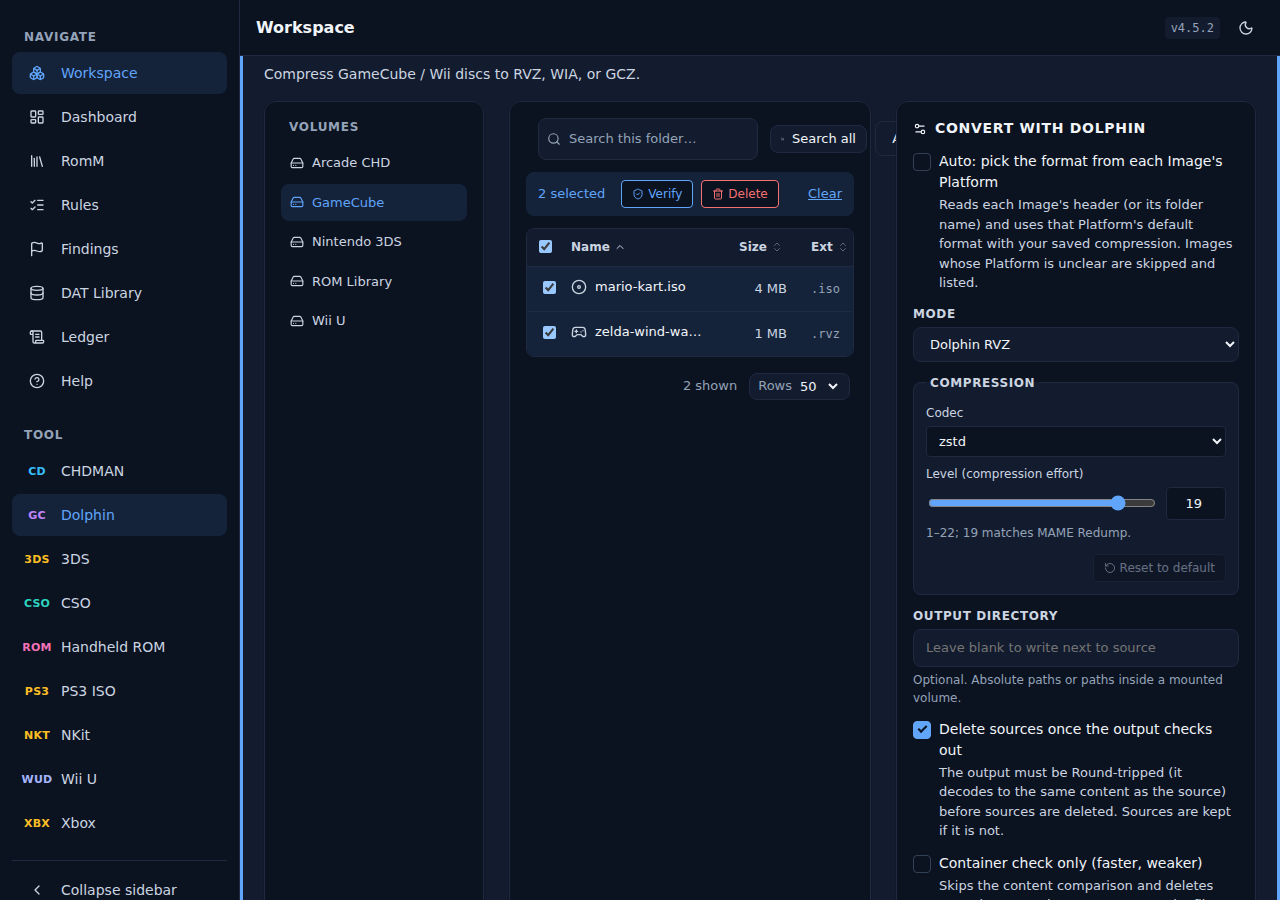 NAVIGATE
Workspace
Dashboard
RomM
Rules
Findings
DAT Library
Ledger
Help
TOOL
CD CHDMAN
GC Dolphin
3DS 3DS
CSO CSO
ROM Handheld ROM
PS3 PS3 ISO
NKT NKit
WUD Wii U
XBX Xbox
Collapse sidebar
Workspace
v4.5.2
Compress GameCube / Wii discs to RVZ, WIA, or GCZ.
VOLUMES
Arcade CHD
GameCube
Nintendo 3DS
ROM Library
Wii U
Search this folder…
Search all
2 selected Verify Delete Clear
Name Size Ext
mario-kart.iso 4 MB .iso
zelda-wind-wa… 1 MB .rvz
2 shown Rows 50
CONVERT WITH DOLPHIN
Auto: pick the format from each Image's
Platform
Reads each Image's header (or its folder
name) and uses that Platform's default
format with your saved compression. Images
whose Platform is unclear are skipped and
listed.
MODE
Dolphin RVZ
COMPRESSION
Codec
zstd
Level (compression effort)
19
1–22; 19 matches MAME Redump.
Reset to default
OUTPUT DIRECTORY
Leave blank to write next to source
Optional. Absolute paths or paths inside a mounted
volume.
Delete sources once the output checks
out
The output must be Round-tripped (it
decodes to the same content as the source)
before sources are deleted. Sources are kept
if it is not.
Container check only (faster, weaker)
Skips the content comparison and deletes